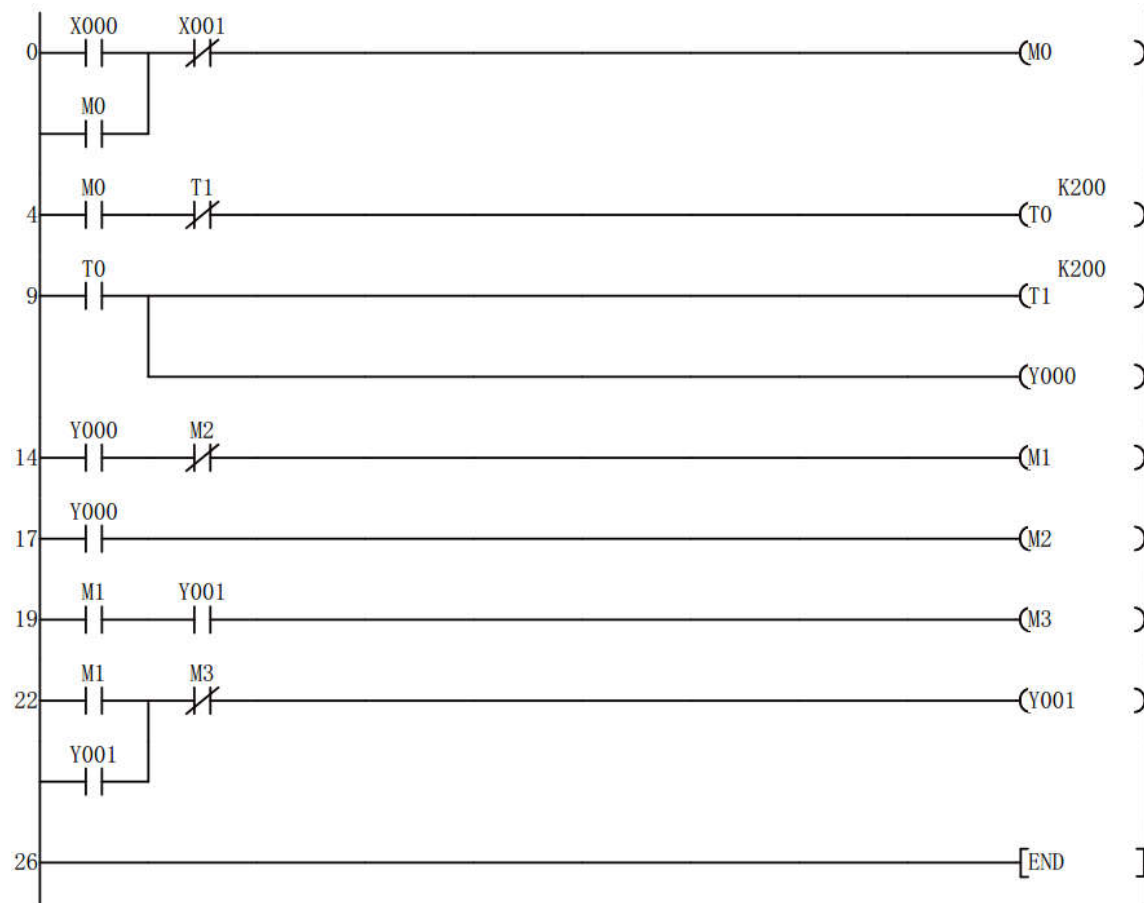 X000 X001
0 (M0 )
M0
M0 T1 K200
4 (T0 )
T0 K200
9 (T1 )
(Y000 )
Y000 M2
14 (M1 )
Y000
17 (M2 )
M1 Y001
19 (M3 )
M1 M3
22 (Y001 )
Y001
26 [END ]